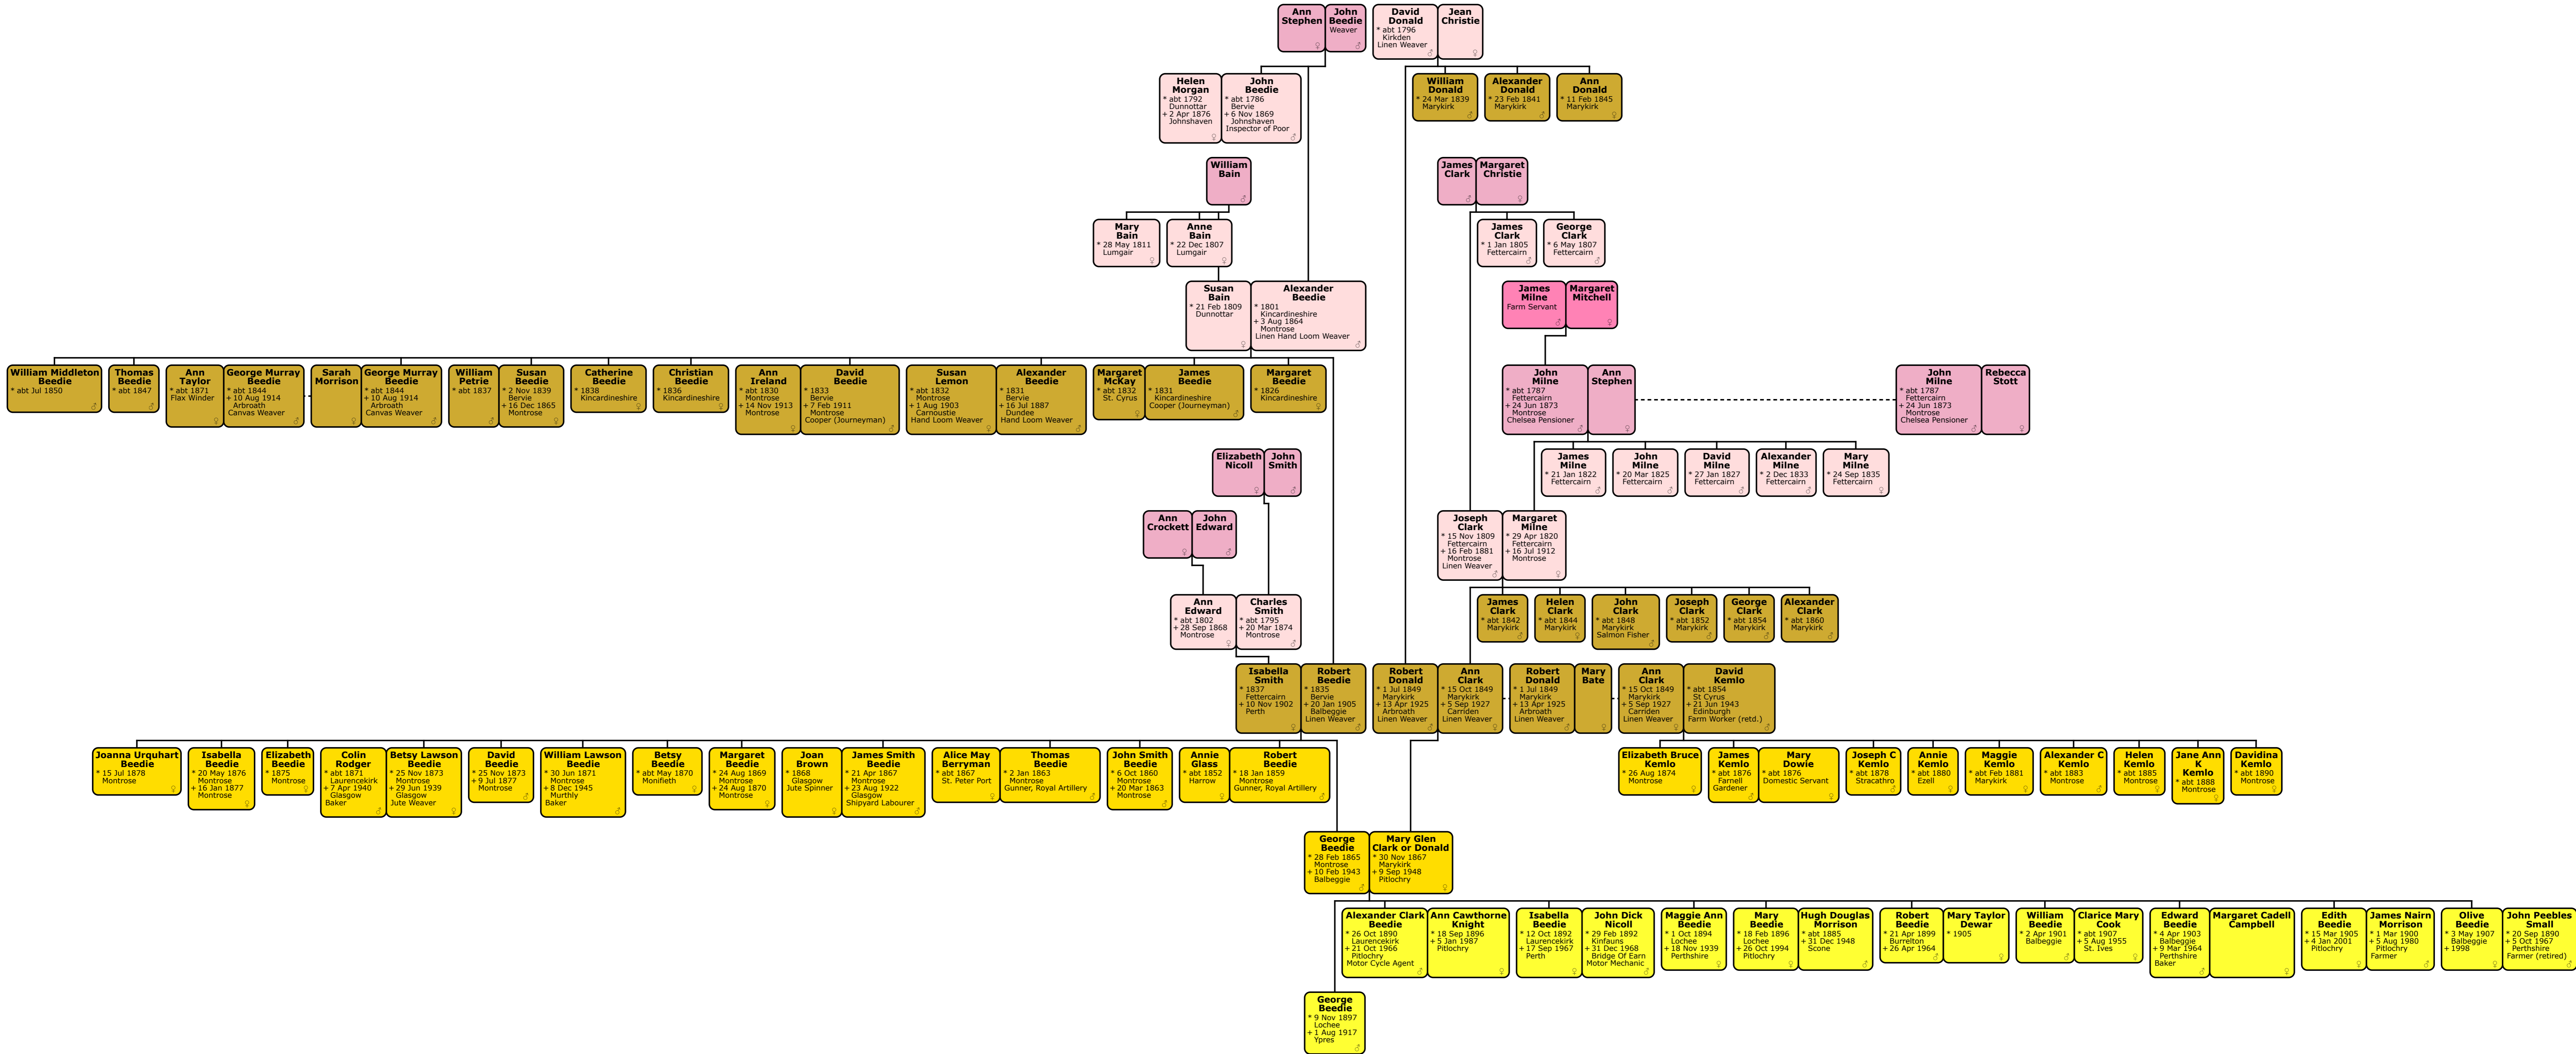 Ann
Stephen
John
Beedie
Weaver
David
Donald
* abt 1796
Kirkden
Linen Weaver
Jean
Christie
Helen
Morgan
* abt 1792
Dunnottar
+ 2 Apr 1876
Johnshaven
John
Beedie
* abt 1786
Bervie
+ 6 Nov 1869
Johnshaven
Inspector of Poor
William
Donald
* 24 Mar 1839
Marykirk
Alexander
Donald
* 23 Feb 1841
Marykirk
Ann
Donald
* 11 Feb 1845
Marykirk
William
Bain
James
Clark
Margaret
Christie
Mary
Bain
* 28 May 1811
Lumgair
Anne
Bain
* 22 Dec 1807
Lumgair
James
Clark
* 1 Jan 1805
Fettercairn
George
Clark
* 6 May 1807
Fettercairn
Susan
Bain
* 21 Feb 1809
Dunnottar
Alexander
Beedie
* 1801
Kincardineshire
+ 3 Aug 1864
Montrose
Linen Hand Loom Weaver
James
Milne
Farm Servant
Margaret
Mitchell
William Middleton
Beedie
* abt Jul 1850
Thomas
Beedie
* abt 1847
Ann
Taylor
* abt 1871
Flax Winder
George Murray
Beedie
* abt 1844
+ 10 Aug 1914
Arbroath
Canvas Weaver
Sarah
Morrison
George Murray
Beedie
* abt 1844
+ 10 Aug 1914
Arbroath
Canvas Weaver
William
Petrie
* abt 1837
Susan
Beedie
* 2 Nov 1839
Bervie
+ 16 Dec 1865
Montrose
Catherine
Beedie
* 1838
Kincardineshire
Christian
Beedie
* 1836
Kincardineshire
Ann
Ireland
* abt 1830
Montrose
+ 14 Nov 1913
Montrose
David
Beedie
* 1833
Bervie
+ 7 Feb 1911
Montrose
Cooper (Journeyman)
Susan
Lemon
* abt 1832
Montrose
+ 1 Aug 1903
Carnoustie
Hand Loom Weaver
Alexander
Beedie
* 1831
Bervie
+ 16 Jul 1887
Dundee
Hand Loom Weaver
Margaret
McKay
* abt 1832
St. Cyrus
James
Beedie
* 1831
Kincardineshire
Cooper (Journeyman)
Margaret
Beedie
* 1826
Kincardineshire
John
Milne
* abt 1787
Fettercairn
+ 24 Jun 1873
Montrose
Chelsea Pensioner
Ann
Stephen
John
Milne
* abt 1787
Fettercairn
+ 24 Jun 1873
Montrose
Chelsea Pensioner
Rebecca
Stott
Elizabeth
Nicoll
John
Smith
James
Milne
* 21 Jan 1822
Fettercairn
John
Milne
* 20 Mar 1825
Fettercairn
David
Milne
* 27 Jan 1827
Fettercairn
Alexander
Milne
* 2 Dec 1833
Fettercairn
Mary
Milne
* 24 Sep 1835
Fettercairn
Ann
Crockett
John
Edward
Joseph
Clark
* 15 Nov 1809
Fettercairn
+ 16 Feb 1881
Montrose
Linen Weaver
Margaret
Milne
* 29 Apr 1820
Fettercairn
+ 16 Jul 1912
Montrose
Ann
Edward
* abt 1802
+ 28 Sep 1868
Montrose
Charles
Smith
* abt 1795
+ 20 Mar 1874
Montrose
James
Clark
* abt 1842
Marykirk
Helen
Clark
* abt 1844
Marykirk
John
Clark
* abt 1848
Marykirk
Salmon Fisher
Joseph
Clark
* abt 1852
Marykirk
George
Clark
* abt 1854
Marykirk
Alexander
Clark
* abt 1860
Marykirk
Isabella
Smith
* 1837
Fettercairn
+ 10 Nov 1902
Perth
Robert
Beedie
* 1835
Bervie
+ 20 Jan 1905
Balbeggie
Linen Weaver
Robert
Donald
* 1 Jul 1849
Marykirk
+ 13 Apr 1925
Arbroath
Linen Weaver
Ann
Clark
* 15 Oct 1849
Marykirk
+ 5 Sep 1927
Carriden
Linen Weaver
Robert
Donald
* 1 Jul 1849
Marykirk
+ 13 Apr 1925
Arbroath
Linen Weaver
Mary
Bate
Ann
Clark
* 15 Oct 1849
Marykirk
+ 5 Sep 1927
Carriden
Linen Weaver
David
Kemlo
* abt 1854
St Cyrus
+ 21 Jun 1943
Edinburgh
Farm Worker (retd.)
Joanna Urquhart
Beedie
* 15 Jul 1878
Montrose
Isabella
Beedie
* 20 May 1876
Montrose
+ 16 Jan 1877
Montrose
Elizabeth
Beedie
* 1875
Montrose
Colin
Rodger
* abt 1871
Laurencekirk
+ 7 Apr 1940
Glasgow
Baker
Betsy Lawson
Beedie
* 25 Nov 1873
Montrose
+ 29 Jun 1939
Glasgow
Jute Weaver
David
Beedie
* 25 Nov 1873
+ 9 Jul 1877
Montrose
William Lawson
Beedie
* 30 Jun 1871
Montrose
+ 8 Dec 1945
Murthly
Baker
Betsy
Beedie
* abt May 1870
Monifieth
Margaret
Beedie
* 24 Aug 1869
Montrose
+ 24 Aug 1870
Montrose
Joan
Brown
* 1868
Glasgow
Jute Spinner
James Smith
Beedie
* 21 Apr 1867
Montrose
+ 23 Aug 1922
Glasgow
Shipyard Labourer
Alice May
Berryman
* abt 1867
St. Peter Port
Thomas
Beedie
* 2 Jan 1863
Montrose
Gunner, Royal Artillery
John Smith
Beedie
* 6 Oct 1860
Montrose
+ 20 Mar 1863
Montrose
Annie
Glass
* abt 1852
Harrow
Robert
Beedie
* 18 Jan 1859
Montrose
Gunner, Royal Artillery
Elizabeth Bruce
Kemlo
* 26 Aug 1874
Montrose
James
Kemlo
* abt 1876
Farnell
Gardener
Mary
Dowie
* abt 1876
Domestic Servant
Joseph C
Kemlo
* abt 1878
Stracathro
Annie
Kemlo
* abt 1880
Ezell
Maggie
Kemlo
* abt Feb 1881
Marykirk
Alexander C
Kemlo
* abt 1883
Montrose
Helen
Kemlo
* abt 1885
Montrose
Jane Ann
K
Kemlo
* abt 1888
Montrose
Davidina
Kemlo
* abt 1890
Montrose
George
Beedie
* 28 Feb 1865
Montrose
+ 10 Feb 1943
Balbeggie
Mary Glen
Clark or Donald
* 30 Nov 1867
Marykirk
+ 9 Sep 1948
Pitlochry
Alexander Clark
Beedie
* 26 Oct 1890
Laurencekirk
+ 21 Oct 1966
Pitlochry
Motor Cycle Agent
Ann Cawthorne
Knight
* 18 Sep 1896
+ 5 Jan 1987
Pitlochry
Isabella
Beedie
* 12 Oct 1892
Laurencekirk
+ 17 Sep 1967
Perth
John Dick
Nicoll
* 29 Feb 1892
Kinfauns
+ 31 Dec 1968
Bridge Of Earn
Motor Mechanic
Maggie Ann
Beedie
* 1 Oct 1894
Lochee
+ 18 Nov 1939
Perthshire
Mary
Beedie
* 18 Feb 1896
Lochee
+ 26 Oct 1994
Pitlochry
Hugh Douglas
Morrison
* abt 1885
+ 31 Dec 1948
Scone
Robert
Beedie
* 21 Apr 1899
Burrelton
+ 26 Apr 1964
Mary Taylor
Dewar
* 1905
William
Beedie
* 2 Apr 1901
Balbeggie
Clarice Mary
Cook
* abt 1907
+ 5 Aug 1955
St. Ives
Edward
Beedie
* 4 Apr 1903
Balbeggie
+ 9 Mar 1964
Perthshire
Baker
Margaret Cadell
Campbell
Edith
Beedie
* 15 Mar 1905
+ 4 Jan 2001
Pitlochry
James Nairn
Morrison
* 1 Mar 1900
+ 5 Aug 1980
Pitlochry
Farmer
Olive
Beedie
* 3 May 1907
Balbeggie
+ 1998
John Peebles
Small
* 20 Sep 1890
+ 5 Oct 1967
Perthshire
Farmer (retired)
George
Beedie
* 9 Nov 1897
Lochee
+ 1 Aug 1917
Ypres